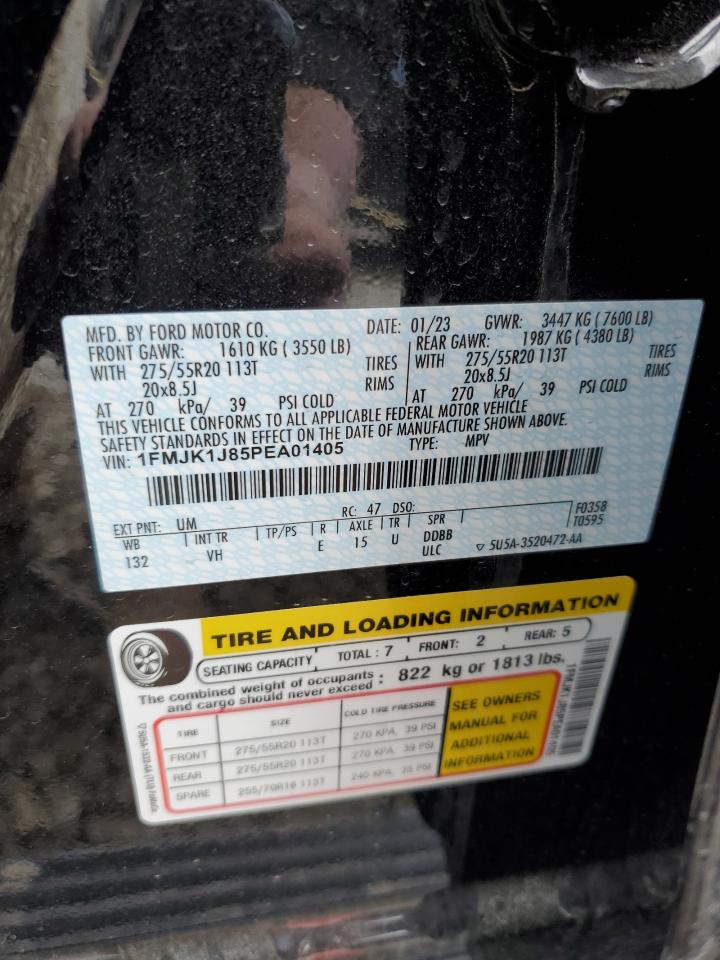 MFD. BY FORD MOTOR CO. DATE: 01/23 GVWR: 3447 KG ( 7600 LB)
FRONT GAWR: 1610 KG ( 3550 LB) REAR GAWR: 1987 KG ( 4380 LB)
WITH 275/55R20 113T TIRES WITH 275/55R20 113T TIRES
20x8.5J RIMS 20x8.5J RIMS
AT 270 kPa/ 39 PSI COLD AT 270 kPa/ 39 PSI COLD
THIS VEHICLE CONFORMS TO ALL APPLICABLE FEDERAL MOTOR VEHICLE
SAFETY STANDARDS IN EFFECT ON THE DATE OF MANUFACTURE SHOWN ABOVE.
VIN: 1FMJK1J85PEA01405 TYPE: MPV
EXT PNT: UM RC: 47 DSO: F0358
WB INT TR TP/PS R AXLE TR SPR T0595
132 VH E 15 U DDBB
ULC ▽ 5U5A-3520472-AA
TIRE AND LOADING INFORMATION
SEATING CAPACITY TOTAL : 7 FRONT: 2 REAR: 5
The combined weight of occupants
and cargo should never exceed : 822 kg or 1813 lbs.
TIRE SIZE COLD TIRE PRESSURE
FRONT 275/55R20 113T 270 KPA, 39 PSI
REAR 275/55R20 113T 270 KPA, 39 PSI
SPARE 255/70R18 113T 240 KPA, 35 PSI
SEE OWNERS
MANUAL FOR
ADDITIONAL
INFORMATION